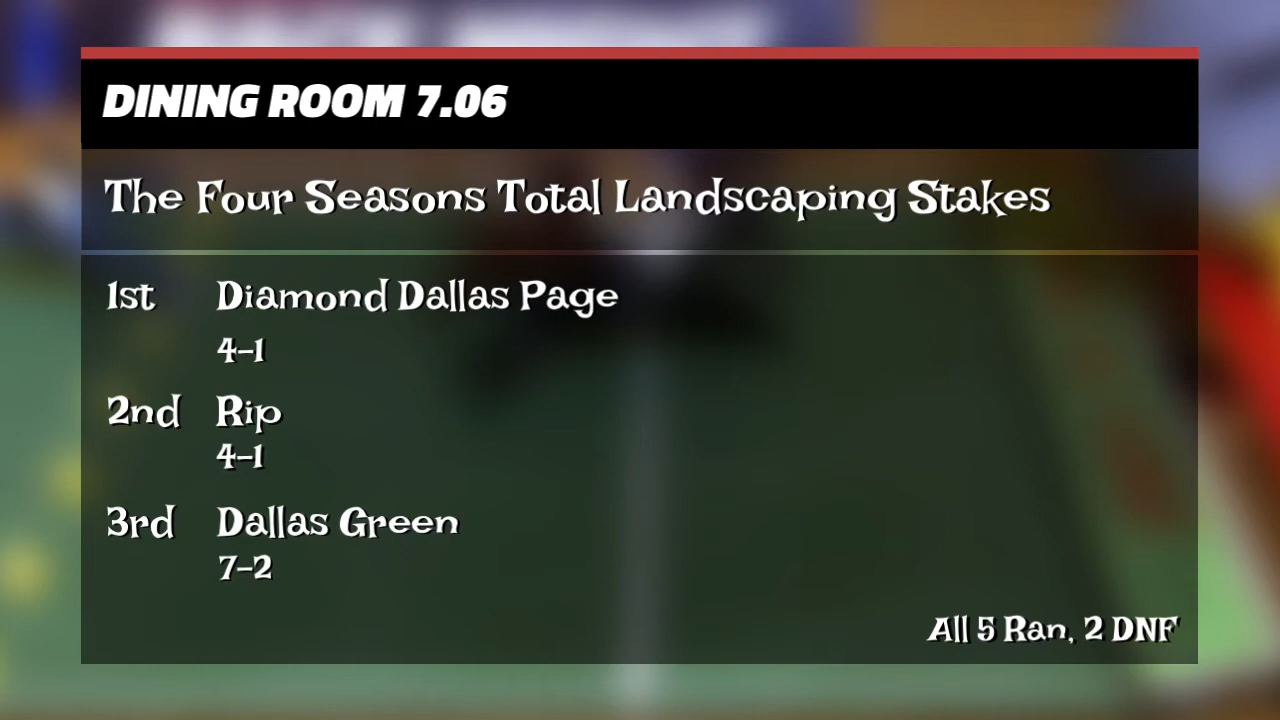 DINING ROOM 7.06
The Four Seasons Total Landscaping Stakes
1st Diamond Dallas Page
4-1
2nd Rip
4-1
3rd Dallas Green
7-2
All 5 Ran, 2 DNF